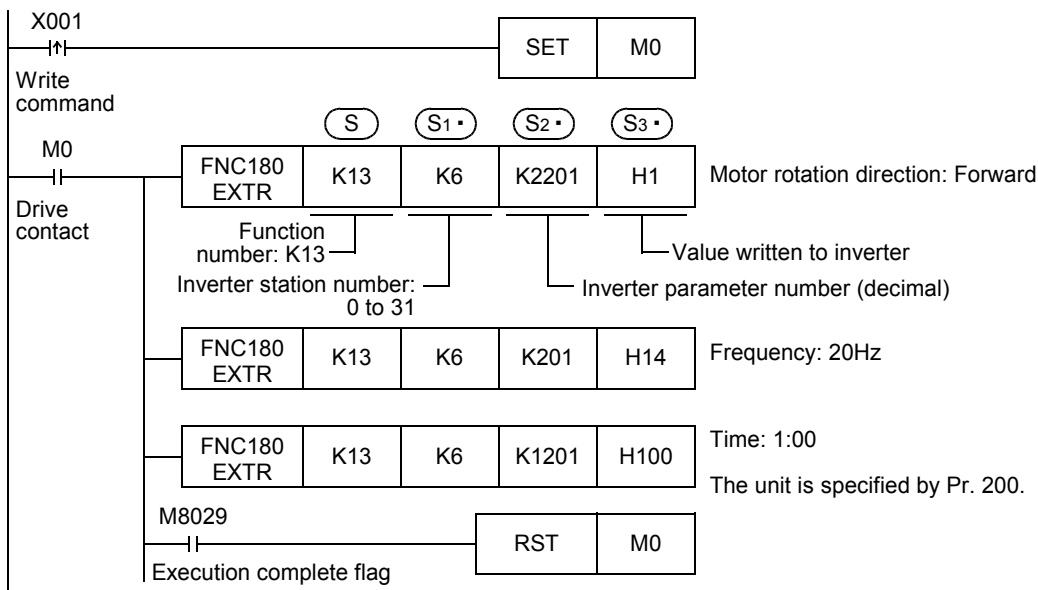 X001
SET M0
Write
command
S S1· S2· S3·
M0
FNC180
EXTR
K13 K6 K2201 H1
Motor rotation direction: Forward
Drive
contact
Function
number: K13
Value written to inverter
Inverter station number:
0 to 31
Inverter parameter number (decimal)
FNC180
EXTR
K13 K6 K201 H14
Frequency: 20Hz
FNC180
EXTR
K13 K6 K1201 H100
Time: 1:00
The unit is specified by Pr. 200.
M8029
RST M0
Execution complete flag